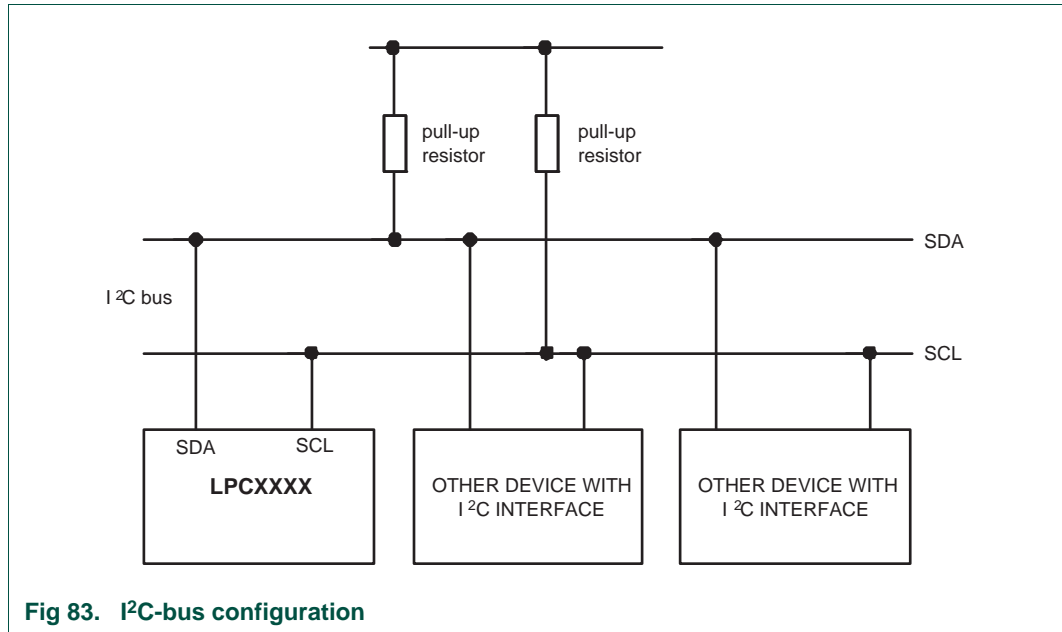 pull-up
resistor
pull-up
resistor
SDA
I ²C bus
SCL
SDA
SCL
LPCXXXX
OTHER DEVICE WITH
I ²C INTERFACE
OTHER DEVICE WITH
I ²C INTERFACE
Fig 83. I²C-bus configuration